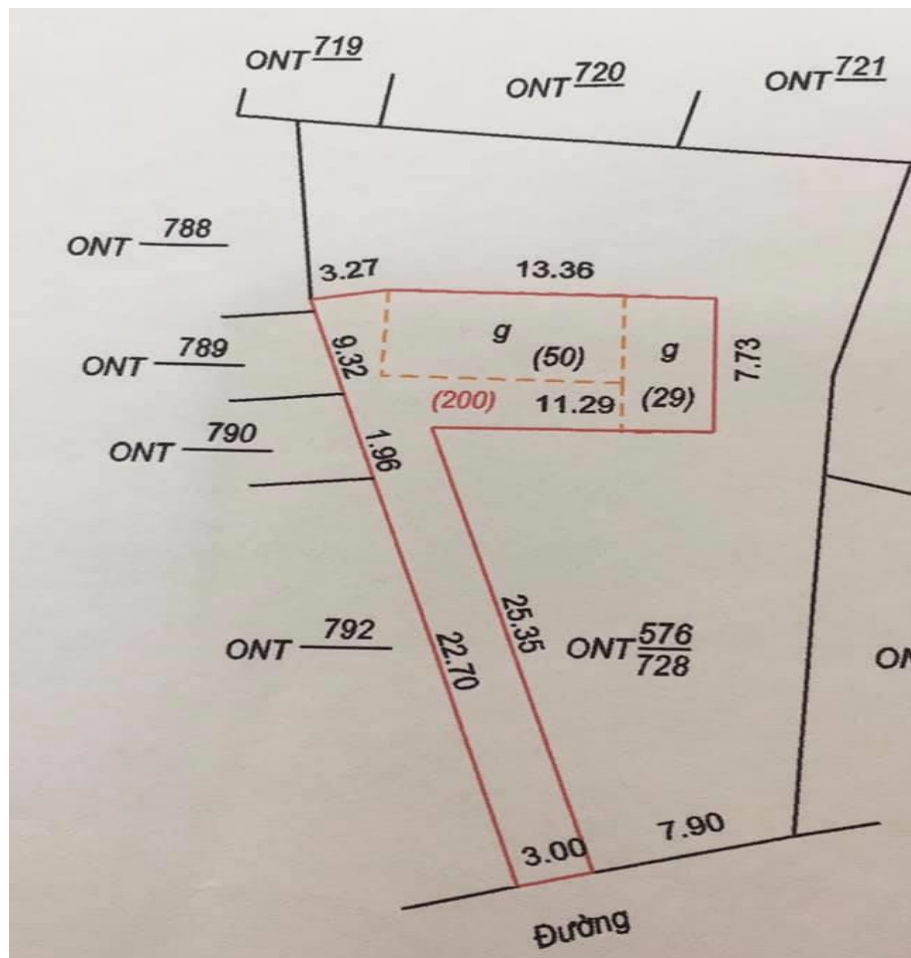 ONT 719
ONT 720
ONT 721
ONT 788
3.27
13.36
ONT 789
9.32
g
(50)
g
7.73
(200)
11.29
(29)
ONT 790
1.96
ONT 792
22.70
25.35
ONT 576
728
ON
3.00
7.90
Đường